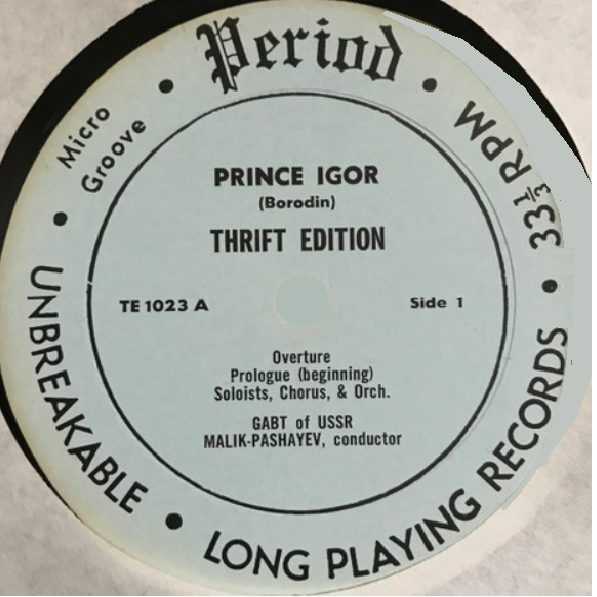 Period
Micro
Groove
33⅓ RPM
PRINCE IGOR
(Borodin)
THRIFT EDITION
TE 1023 A
Side 1
Overture
Prologue (beginning)
Soloists, Chorus, & Orch.
GABT of USSR
MALIK-PASHAYEV, conductor
UNBREAKABLE
LONG PLAYING RECORDS